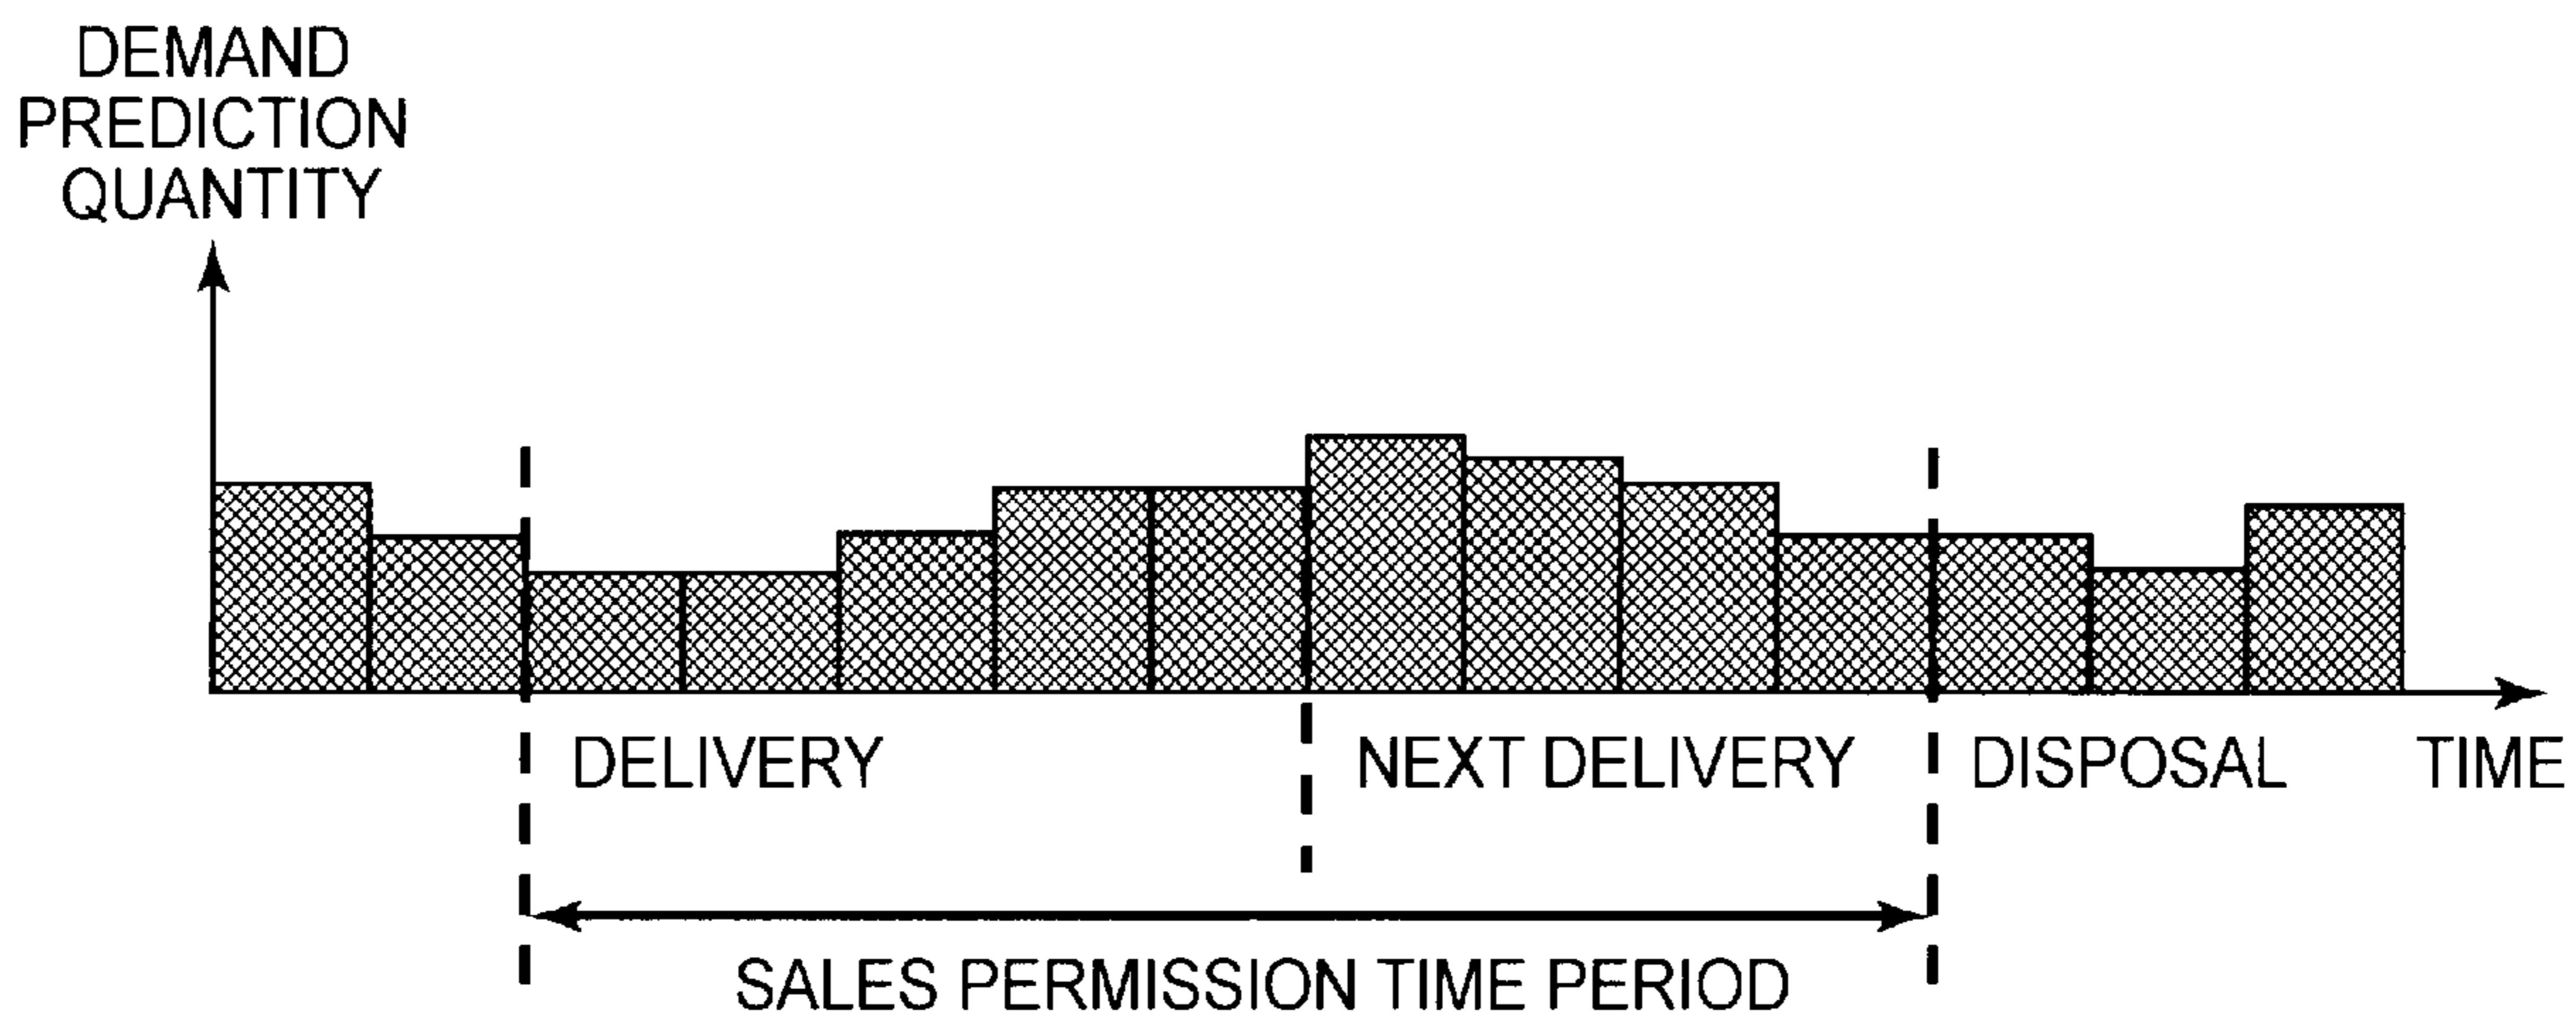 DEMAND
PREDICTION
QUANTITY
DELIVERY
NEXT DELIVERY
DISPOSAL
TIME
SALES PERMISSION TIME PERIOD